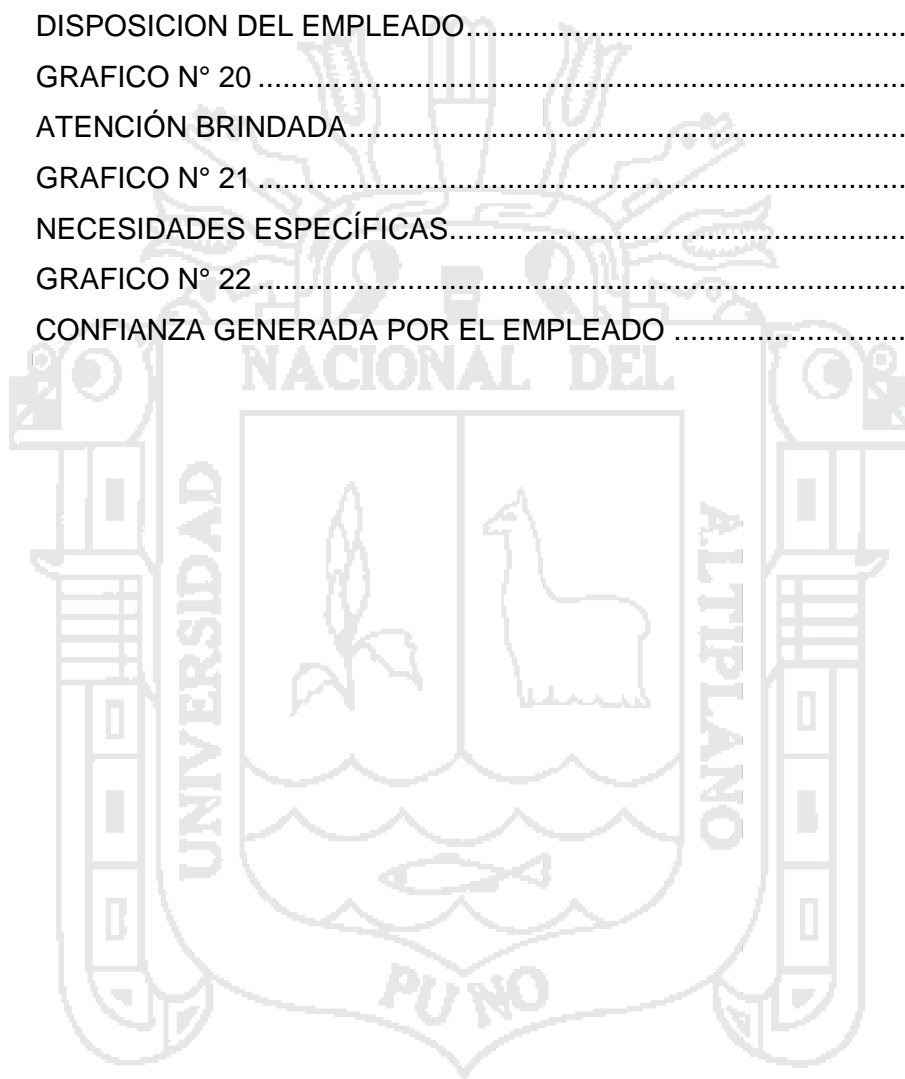 DISPOSICION DEL EMPLEADO.....................................................
GRAFICO N° 20 ..............................................................................
ATENCIÓN BRINDADA...................................................................
GRAFICO N° 21 ..............................................................................
NECESIDADES ESPECÍFICAS.......................................................
GRAFICO N° 22 ..............................................................................
CONFIANZA GENERADA POR EL EMPLEADO ............................
NACIONAL DEL
UNIVERSIDAD
ALTIPLANO
PUNO